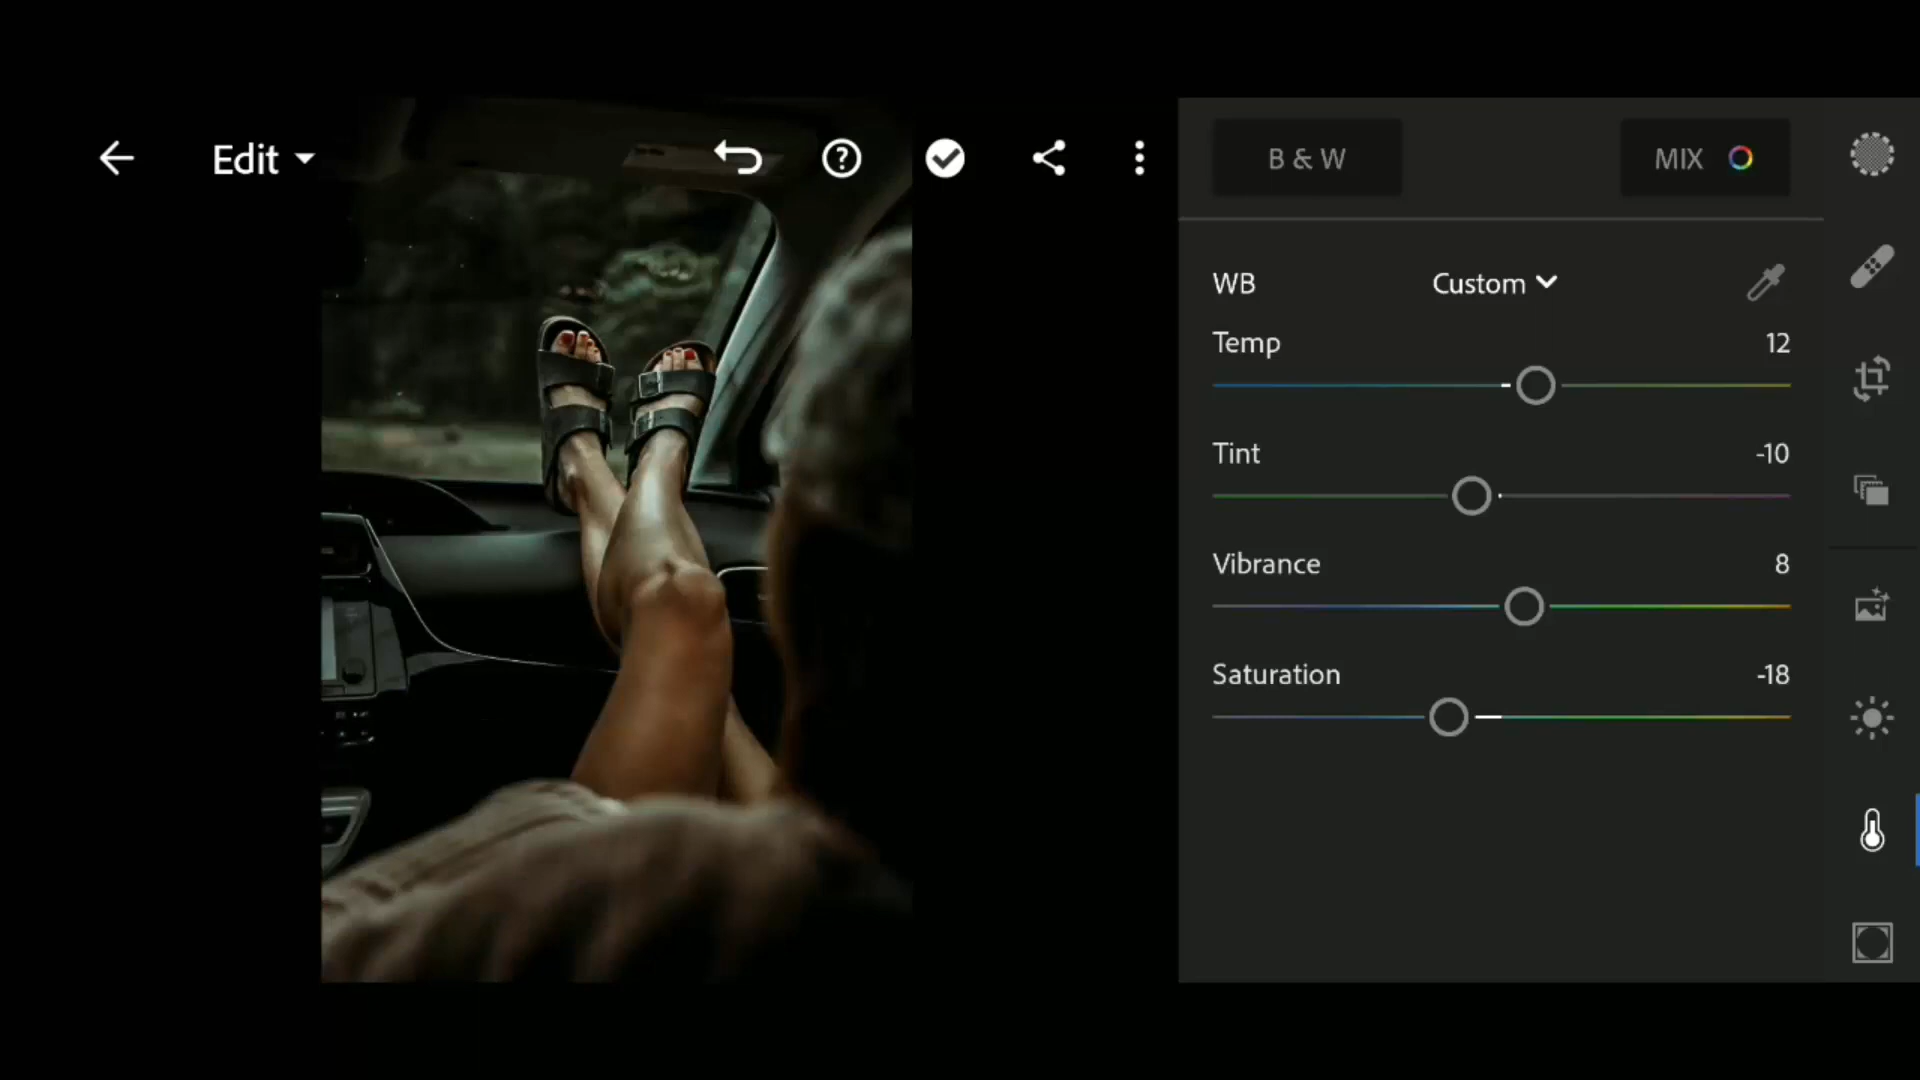 Edit
B & W
MIX
WB
Custom
Temp
12
Tint
-10
Vibrance
8
Saturation
-18